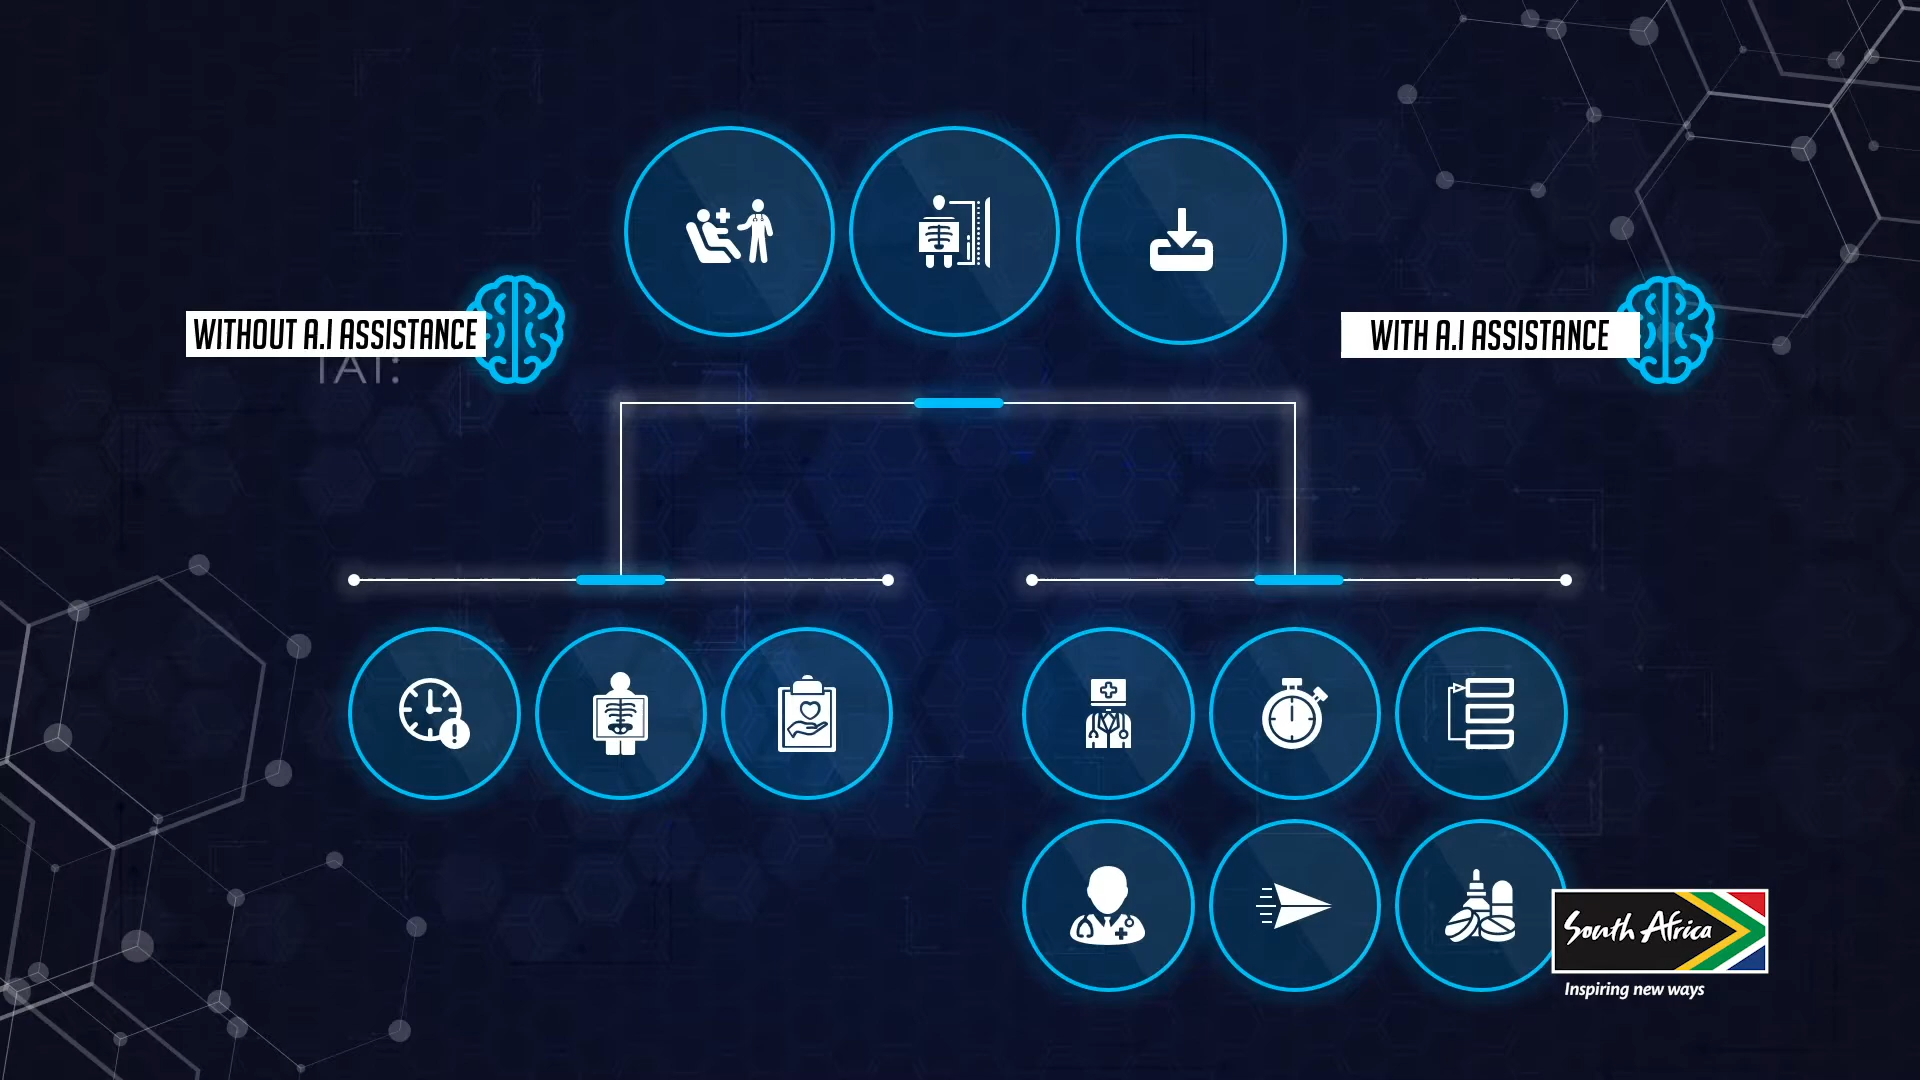 WITHOUT A.I ASSISTANCE
WITH A.I ASSISTANCE
South Africa
Inspiring new ways